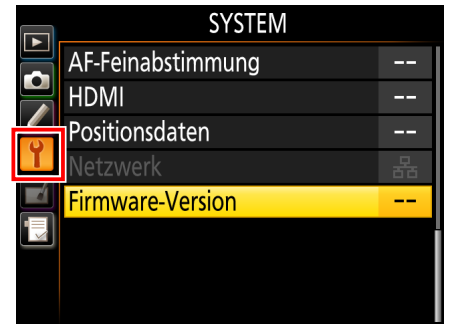 SYSTEM
AF-Feinabstimmung --
HDMI --
Positionsdaten --
Netzwerk
Firmware-Version --